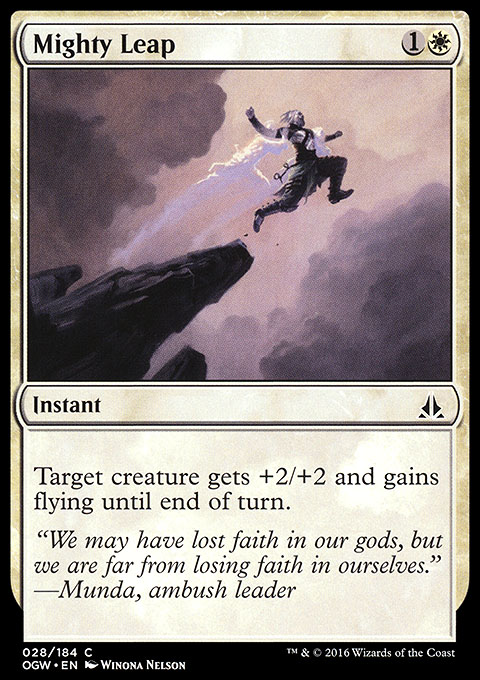 Mighty Leap 1
Instant
Target creature gets +2/+2 and gains
flying until end of turn.
“We may have lost faith in our gods, but
we are far from losing faith in ourselves.”
—Munda, ambush leader
028/184 C
OGW • EN Winona Nelson
™ & © 2016 Wizards of the Coast